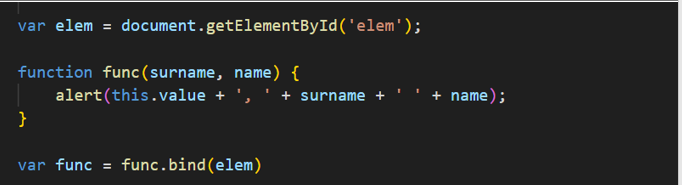 var elem = document.getElementById('elem');
function func(surname, name) {
alert(this.value + ', ' + surname + ' ' + name);
}
var func = func.bind(elem)